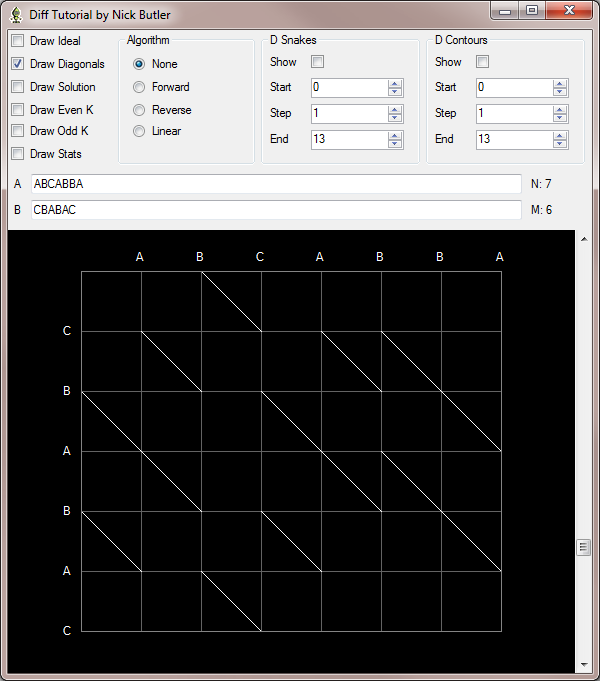 Diff Tutorial by Nick Butler
Draw Ideal
Draw Diagonals
Draw Solution
Draw Even K
Draw Odd K
Draw Stats
Algorithm
None
Forward
Reverse
Linear
D Snakes
Show
Start 0
Step 1
End 13
D Contours
Show
Start 0
Step 1
End 13
A ABCABBA N: 7
B CBABAC M: 6
A B C A B B A
C
B
A
B
A
C